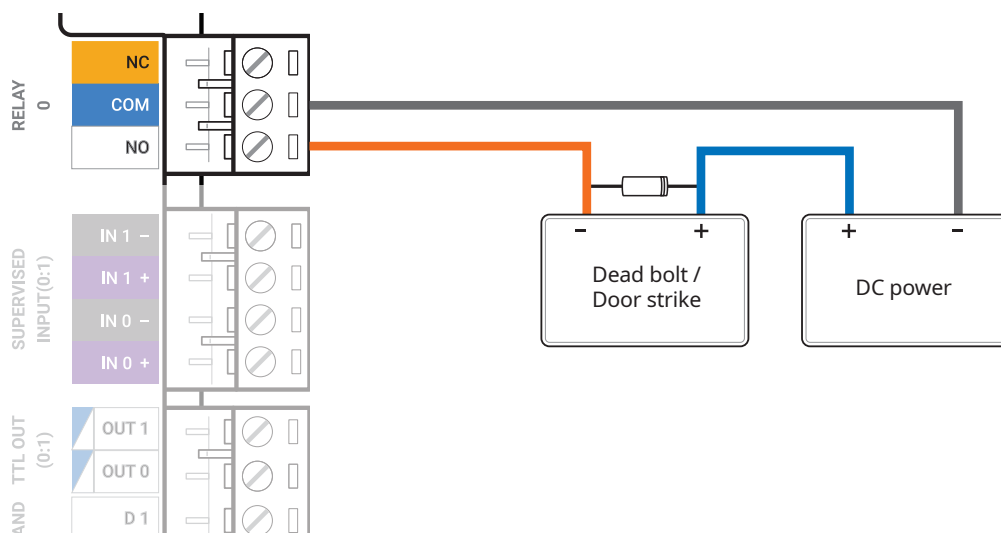 RELAY
0
NC
COM
NO
- +
Dead bolt /
Door strike
+ -
DC power
SUPERVISED
INPUT(0:1)
IN 1 –
IN 1 +
IN 0 –
IN 0 +
TTL OUT
(0:1)
OUT 1
OUT 0
AND
D 1